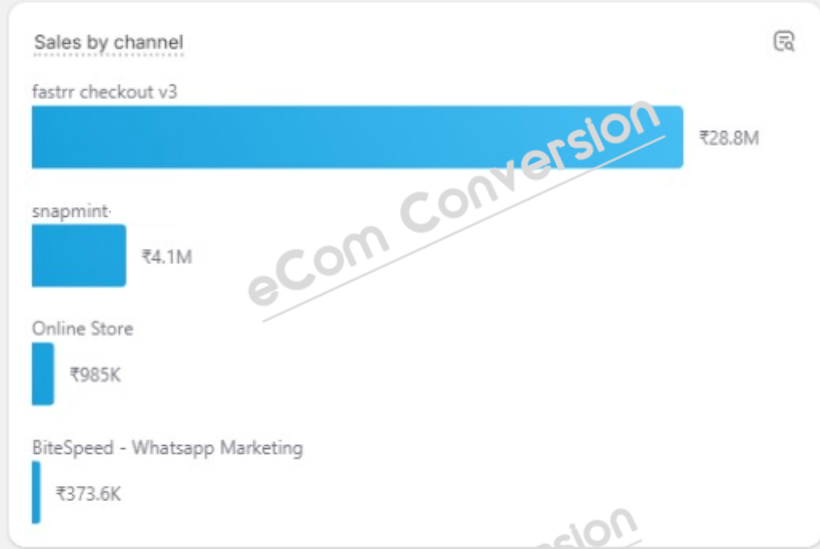 Sales by channel
fastrr checkout v3
₹28.8M
snapmint
₹4.1M
Online Store
₹985K
BiteSpeed - Whatsapp Marketing
₹373.6K
eCom Conversion